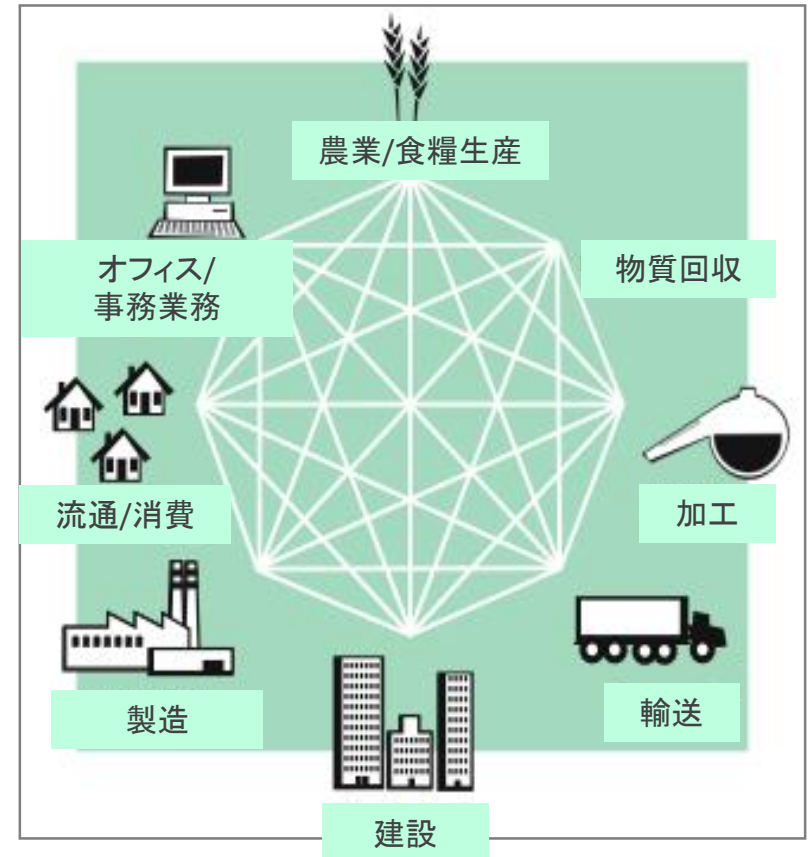 農業/食糧生産
オフィス/
事務業務
物質回収
流通/消費
加工
製造
輸送
建設